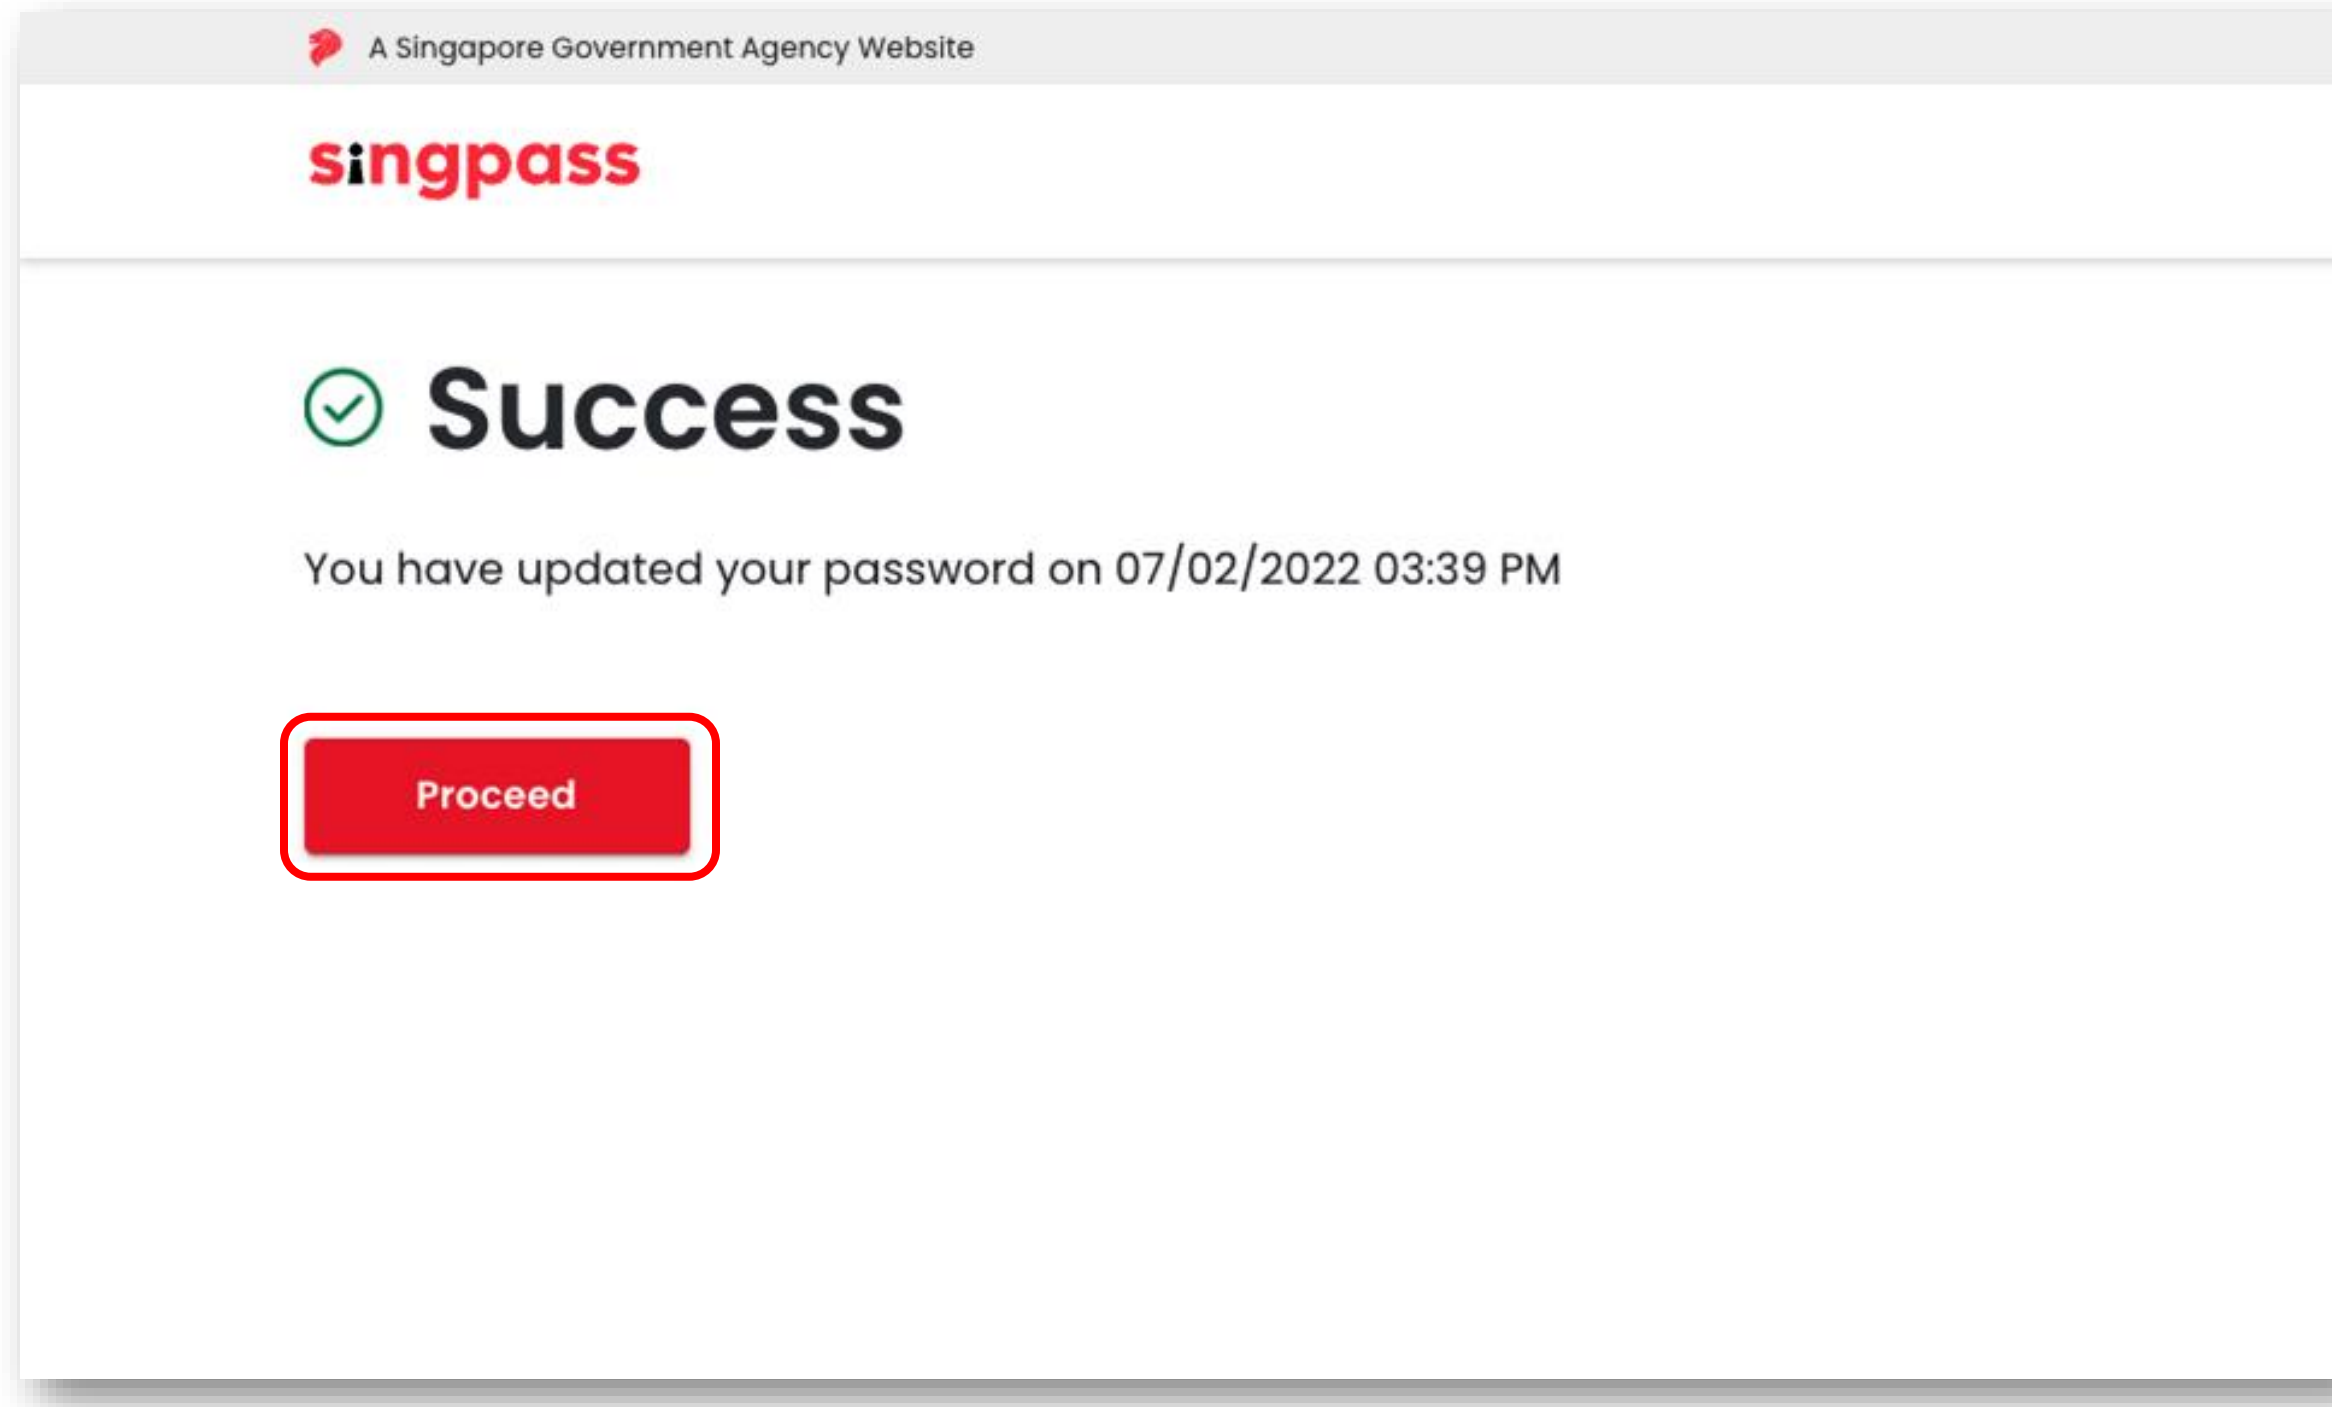 A Singapore Government Agency Website
singpass
Success
You have updated your password on 07/02/2022 03:39 PM
Proceed